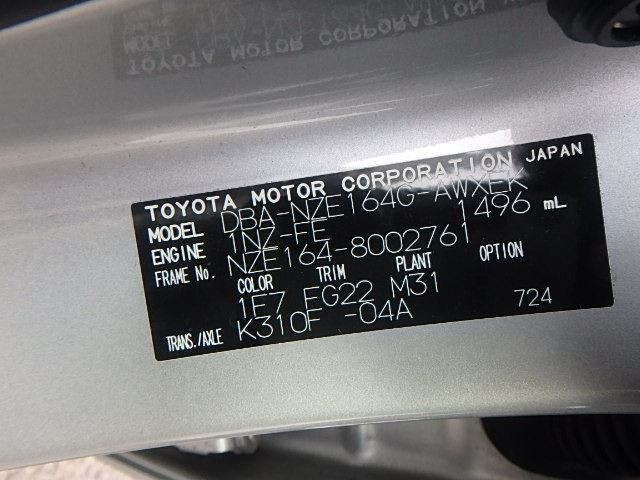 TOYOTA MOTOR CORPORATION JAPAN
MODEL DBA-NZE164G-AWXEK
ENGINE 1NZ-FE 1496 mL
FRAME No. NZE164-8002761
COLOR TRIM PLANT OPTION
1F7 FG22 M31
TRANS./AXLE K310F -04A 724